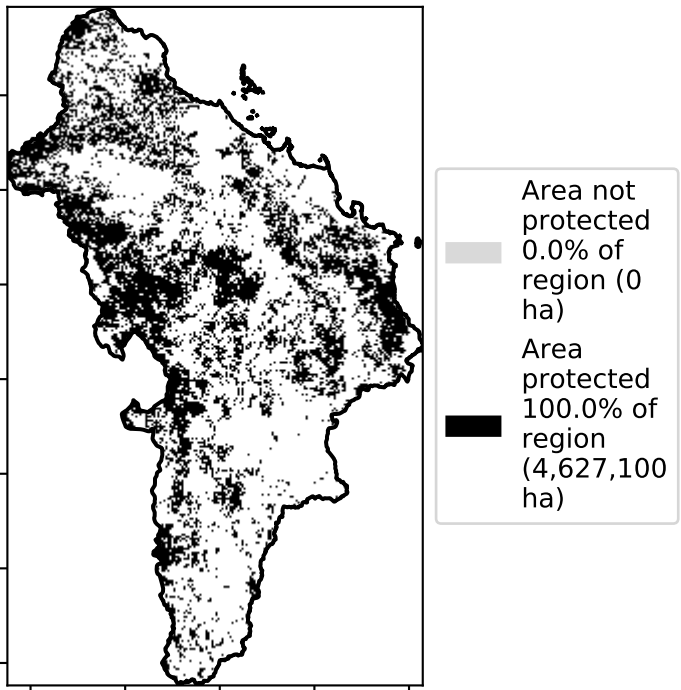 Area not
protected
0.0% of
region (0
ha)
Area
protected
100.0% of
region
(4,627,100
ha)